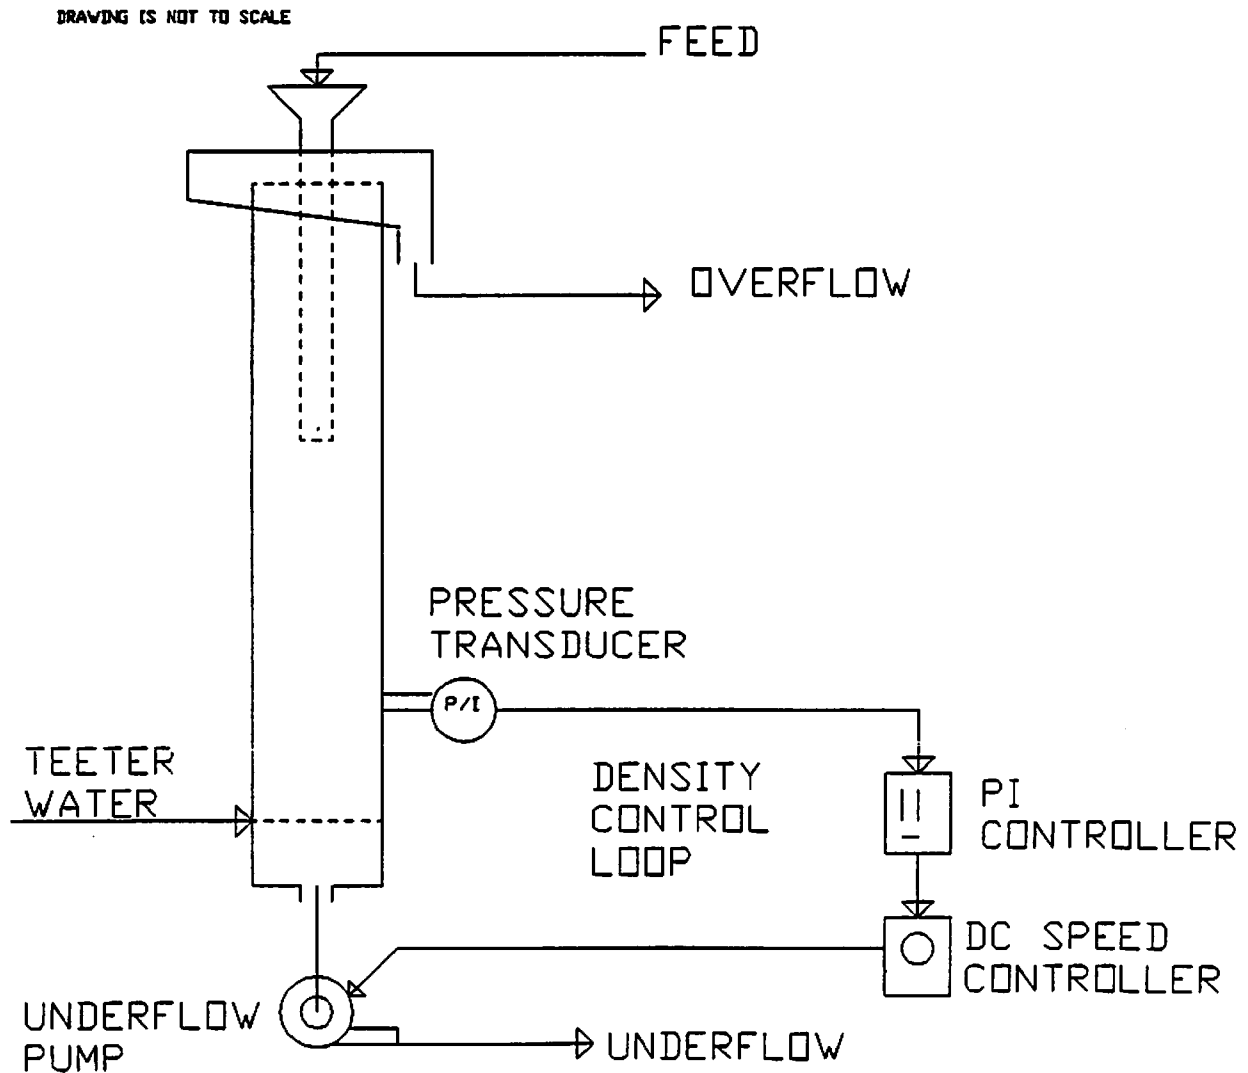 DRAWING IS NOT TO SCALE
FEED
OVERFLOW
PRESSURE
TRANSDUCER
P/I
TEETER
WATER
DENSITY
CONTROL
LOOP
PI
CONTROLLER
DC SPEED
CONTROLLER
UNDERFLOW
PUMP
UNDERFLOW